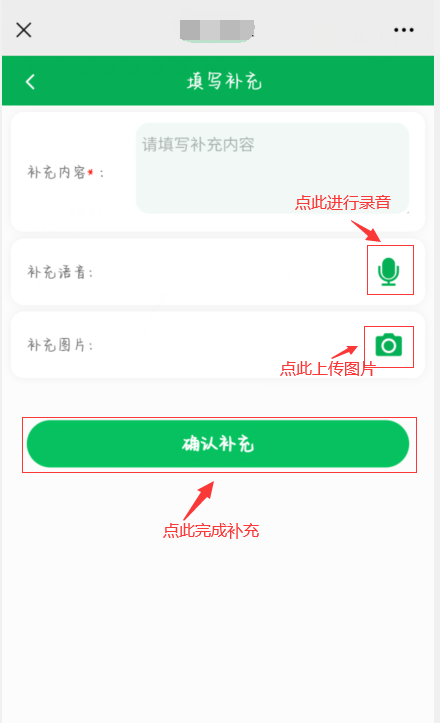 填写补充
请填写补充内容
补充内容*：
点此进行录音
补充语音：
补充图片：
点此上传图片
确认补充
点此完成补充